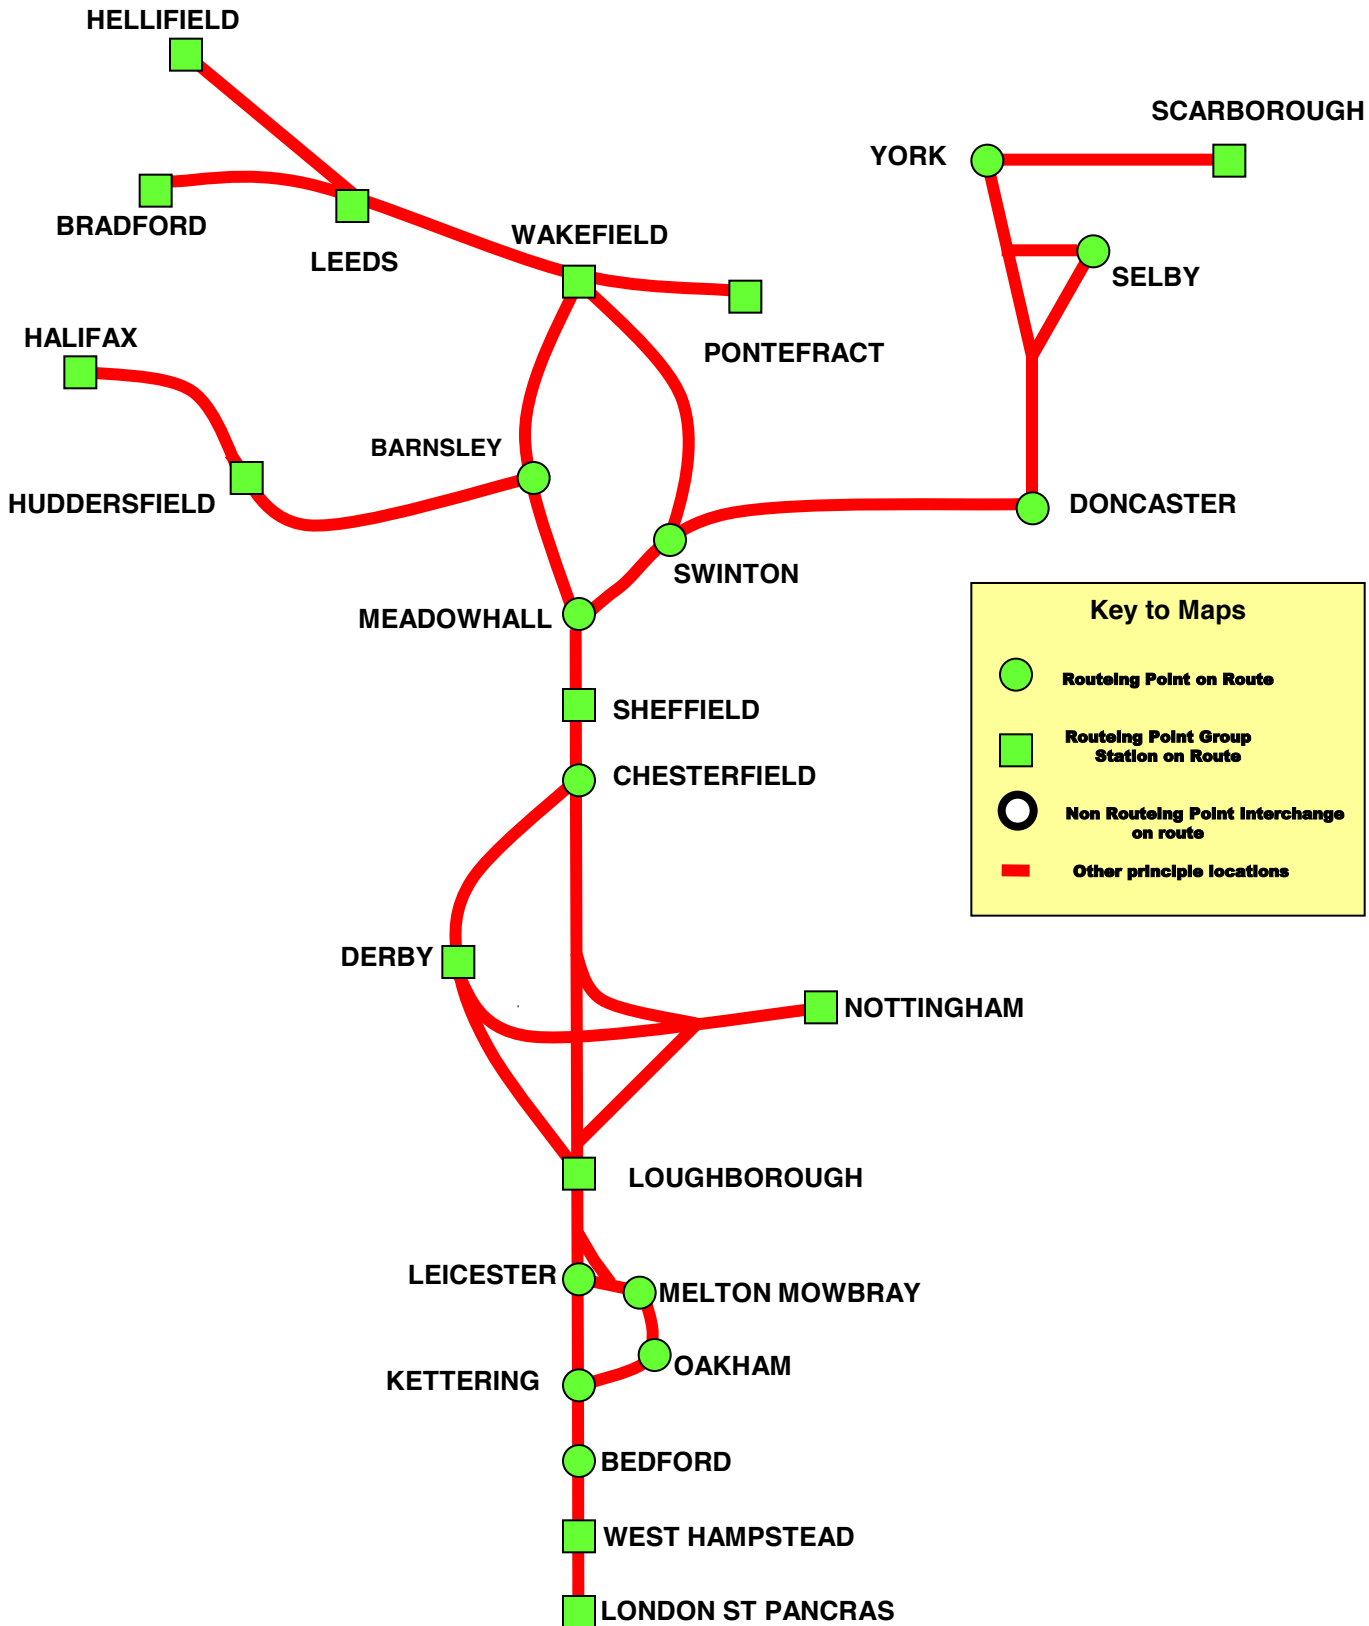 HELLIFIELD
SCARBOROUGH
YORK
BRADFORD
WAKEFIELD
LEEDS
SELBY
HALIFAX
PONTEFRACT
BARNSLEY
HUDDERSFIELD
DONCASTER
SWINTON
MEADOWHALL
Key to Maps
Routeing Point on Route
Routeing Point Group
Station on Route
Non Routeing Point Interchange
on route
Other principle locations
SHEFFIELD
CHESTERFIELD
DERBY
NOTTINGHAM
LOUGHBOROUGH
LEICESTER
MELTON MOWBRAY
OAKHAM
KETTERING
BEDFORD
WEST HAMPSTEAD
LONDON ST PANCRAS